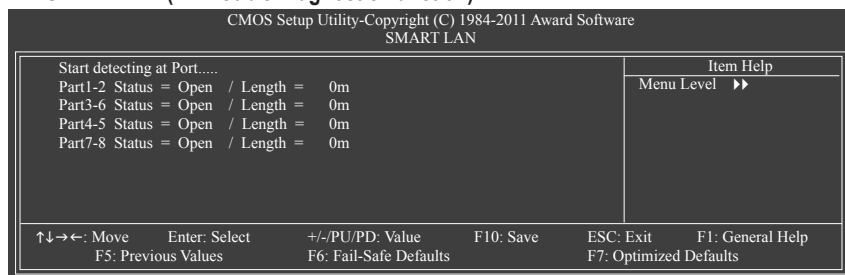 CMOS Setup Utility-Copyright (C) 1984-2011 Award Software
SMART LAN
Start detecting at Port.....
Part1-2 Status = Open / Length = 0m
Part3-6 Status = Open / Length = 0m
Part4-5 Status = Open / Length = 0m
Part7-8 Status = Open / Length = 0m
Item Help
Menu Level ▶▶
↑↓→←: Move Enter: Select +/-/PU/PD: Value F10: Save ESC: Exit F1: General Help
F5: Previous Values F6: Fail-Safe Defaults F7: Optimized Defaults